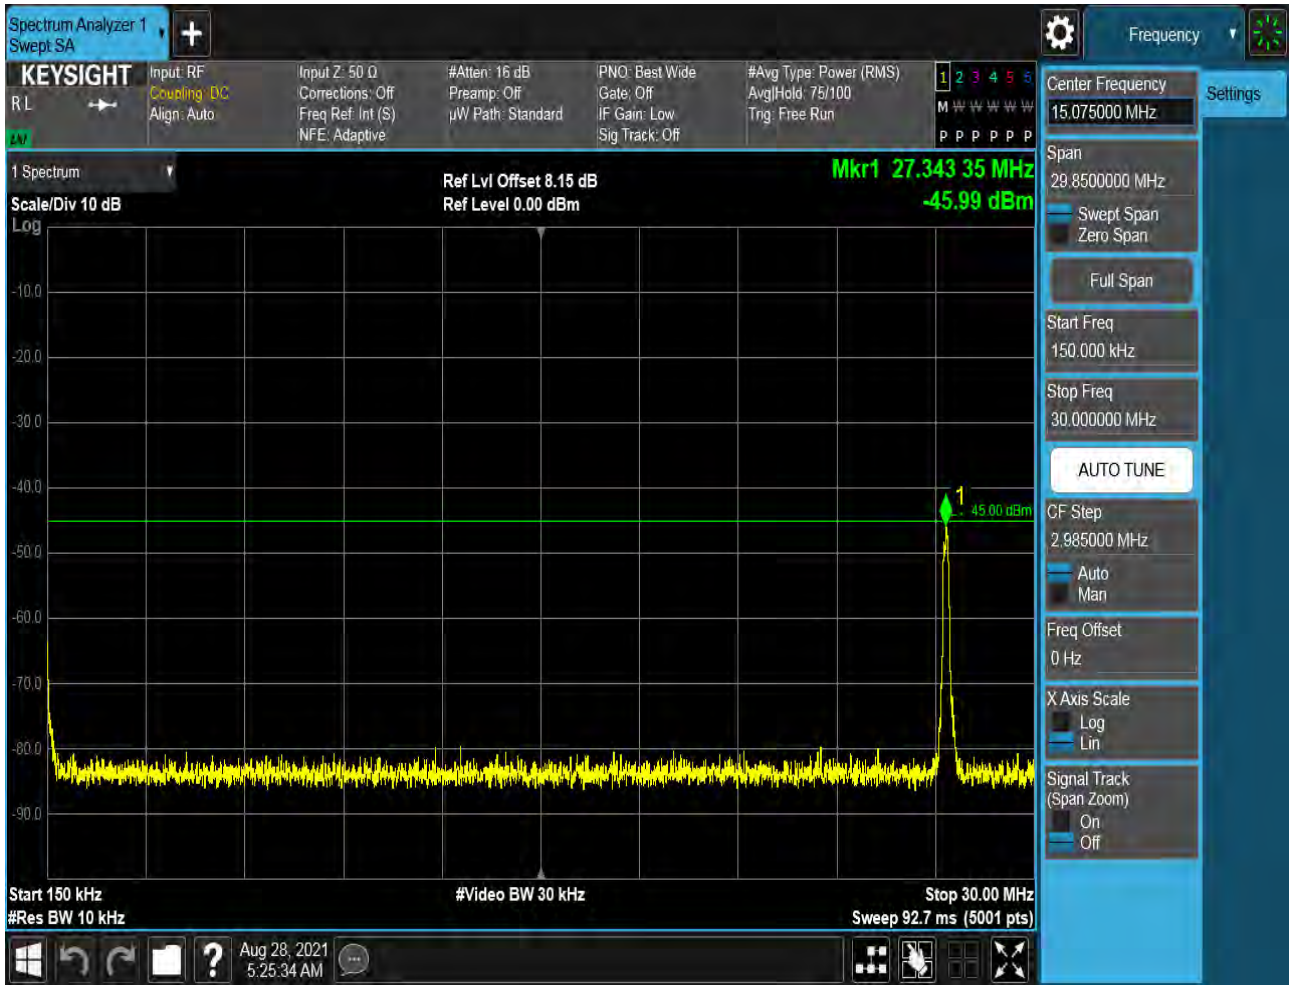 Spectrum Analyzer 1
Swept SA
Frequency
KEYSIGHT
R L
LNI
Input: RF
Coupling: DC
Align: Auto
Input Z: 50 Ω
Corrections: Off
Freq Ref: Int (S)
NFE: Adaptive
#Atten: 16 dB
Preamp: Off
µW Path: Standard
PNO: Best Wide
Gate: Off
IF Gain: Low
Sig Track: Off
#Avg Type: Power (RMS)
Avg|Hold: 75/100
Trig: Free Run
1 2 3 4 5 6
M W W W W W
P P P P P P
1 Spectrum
Scale/Div 10 dB
Log
Ref Lvl Offset 8.15 dB
Ref Level 0.00 dBm
Mkr1 27.343 35 MHz
-45.99 dBm
-10.0
-20.0
-30.0
-40.0
1
45.00 dBm
-50.0
-60.0
-70.0
-80.0
-90.0
Start 150 kHz
#Res BW 10 kHz
#Video BW 30 kHz
Stop 30.00 MHz
Sweep 92.7 ms (5001 pts)
Center Frequency
15.075000 MHz
Settings
Span
29.8500000 MHz
Swept Span
Zero Span
Full Span
Start Freq
150.000 kHz
Stop Freq
30.000000 MHz
AUTO TUNE
CF Step
2.985000 MHz
Auto
Man
Freq Offset
0 Hz
X Axis Scale
Log
Lin
Signal Track
(Span Zoom)
On
Off
?
Aug 28, 2021
5:25:34 AM